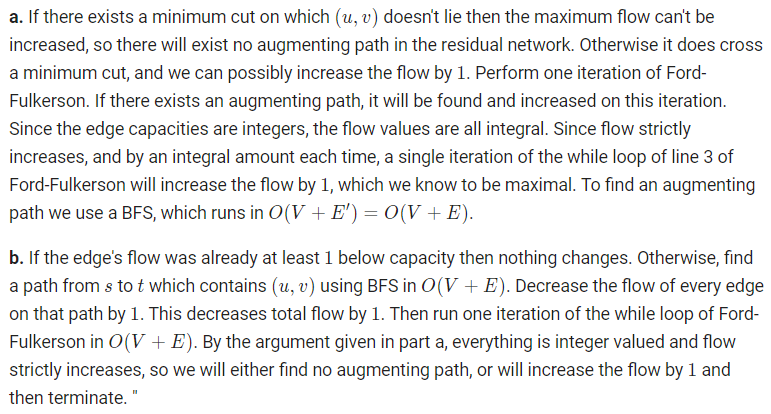 a. If there exists a minimum cut on which (u, v) doesn't lie then the maximum flow can't be
increased, so there will exist no augmenting path in the residual network. Otherwise it does cross
a minimum cut, and we can possibly increase the flow by 1. Perform one iteration of Ford-
Fulkerson. If there exists an augmenting path, it will be found and increased on this iteration.
Since the edge capacities are integers, the flow values are all integral. Since flow strictly
increases, and by an integral amount each time, a single iteration of the while loop of line 3 of
Ford-Fulkerson will increase the flow by 1, which we know to be maximal. To find an augmenting
path we use a BFS, which runs in O(V + E′) = O(V + E).
b. If the edge's flow was already at least 1 below capacity then nothing changes. Otherwise, find
a path from s to t which contains (u, v) using BFS in O(V + E). Decrease the flow of every edge
on that path by 1. This decreases total flow by 1. Then run one iteration of the while loop of Ford-
Fulkerson in O(V + E). By the argument given in part a, everything is integer valued and flow
strictly increases, so we will either find no augmenting path, or will increase the flow by 1 and
then terminate. "